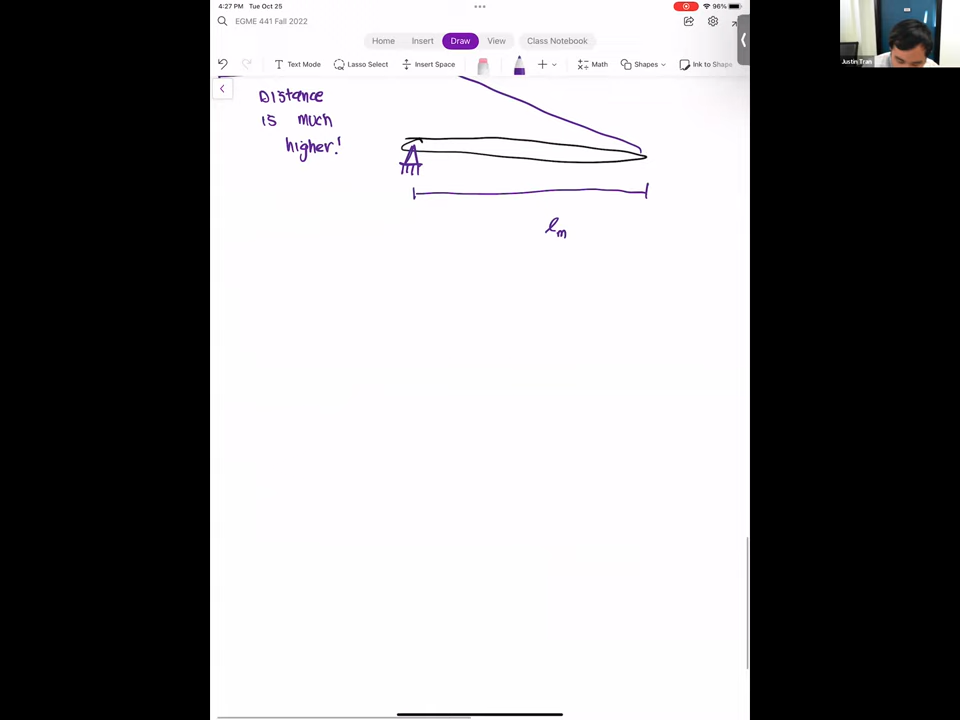 4:27 PM Tue Oct 25
96%
EGME 441 Fall 2022
Home Insert Draw View Class Notebook
Text Mode Lasso Select Insert Space Math Shapes Ink to Shape
Distance
is much
higher!
lm
Justin Tran